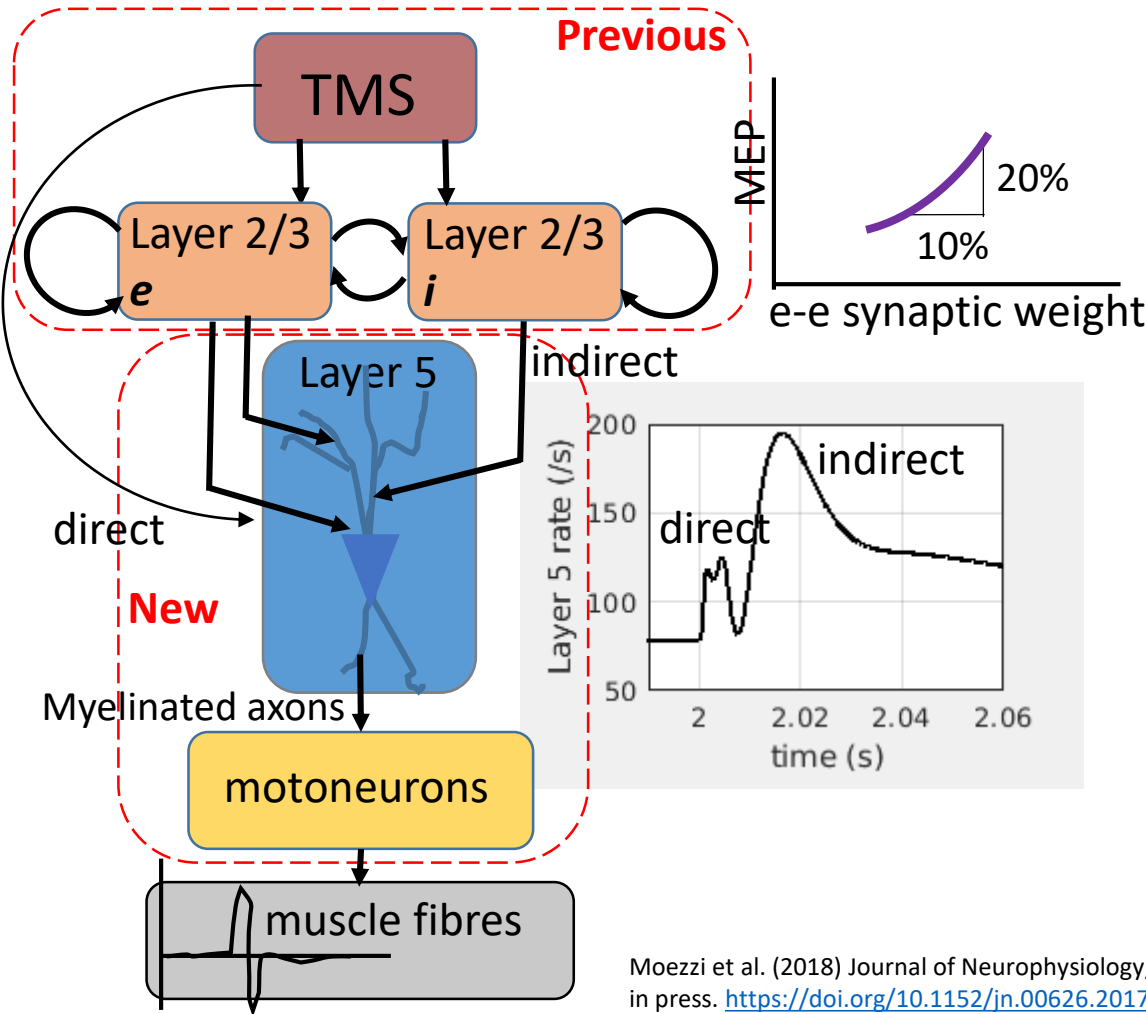 Previous
TMS
Layer 2/3
e
Layer 2/3
i
MEP
20%
10%
e-e synaptic weight
Layer 5
indirect
direct
New
Myelinated axons
motoneurons
muscle fibres
Layer 5 rate (/s)
200
150
100
50
direct
indirect
2
2.02
2.04
2.06
time (s)
Moezzi et al. (2018) Journal of Neurophysiology,
in press. https://doi.org/10.1152/jn.00626.2017